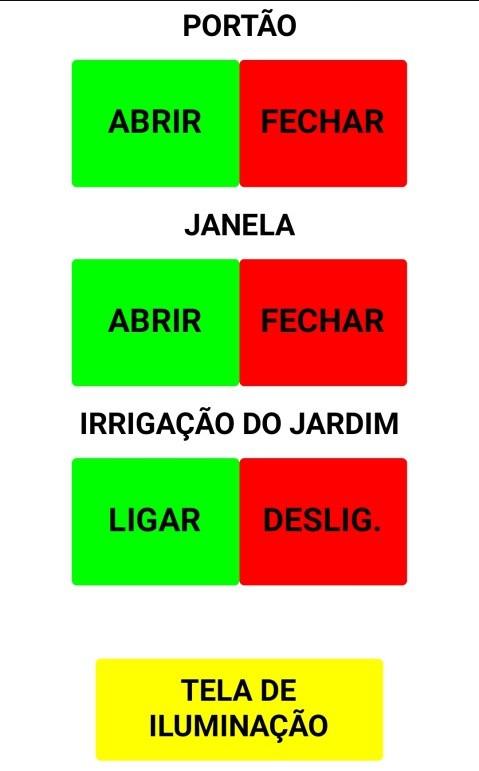 PORTÃO
ABRIR FECHAR
JANELA
ABRIR FECHAR
IRRIGAÇÃO DO JARDIM
LIGAR DESLIG.
TELA DE
ILUMINAÇÃO